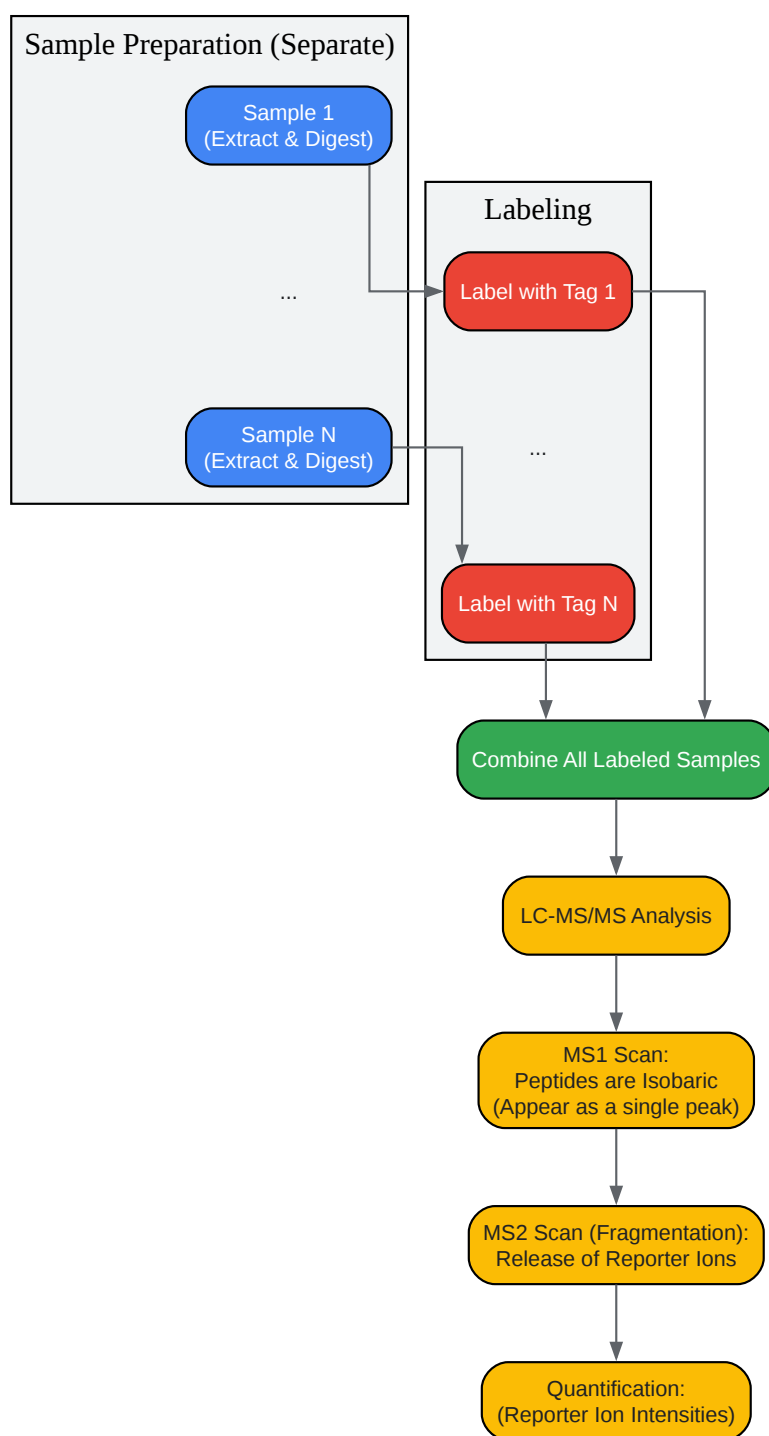 Sample Preparation (Separate)
Sample 1
(Extract & Digest)
Labeling
...
Label with Tag 1
Sample N
(Extract & Digest)
...
Label with Tag N
Combine All Labeled Samples
LC-MS/MS Analysis
MS1 Scan:
Peptides are Isobaric
(Appear as a single peak)
MS2 Scan (Fragmentation):
Release of Reporter Ions
Quantification:
(Reporter Ion Intensities)